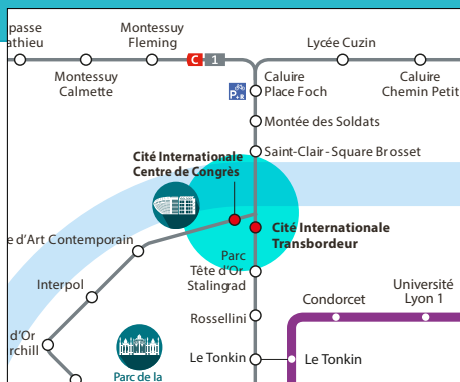 passe
athieu
Montessuy
Fleming
Lycée Cuzin
C 1
Montessuy
Calmette
Caluire
Place Foch
Caluire
Chemin Petit
P+R
Montée des Soldats
Saint-Clair - Square Brosset
Cité Internationale
Centre de Congrès
Cité Internationale
Transbordeur
e d'Art Contemporain
Parc
Tête d'Or
Stalingrad
Interpol
Condorcet
Université
Lyon 1
Rossellini
d'Or
rchill
Le Tonkin
Le Tonkin
Parc de la